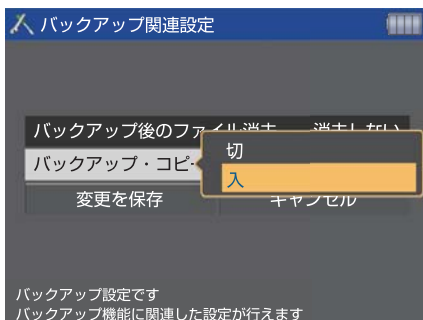 バックアップ関連設定
バックアップ後のファイル消去 消去しない
バックアップ・コピー
切
入
変更を保存 キャンセル
バックアップ設定です
バックアップ機能に関連した設定が行えます